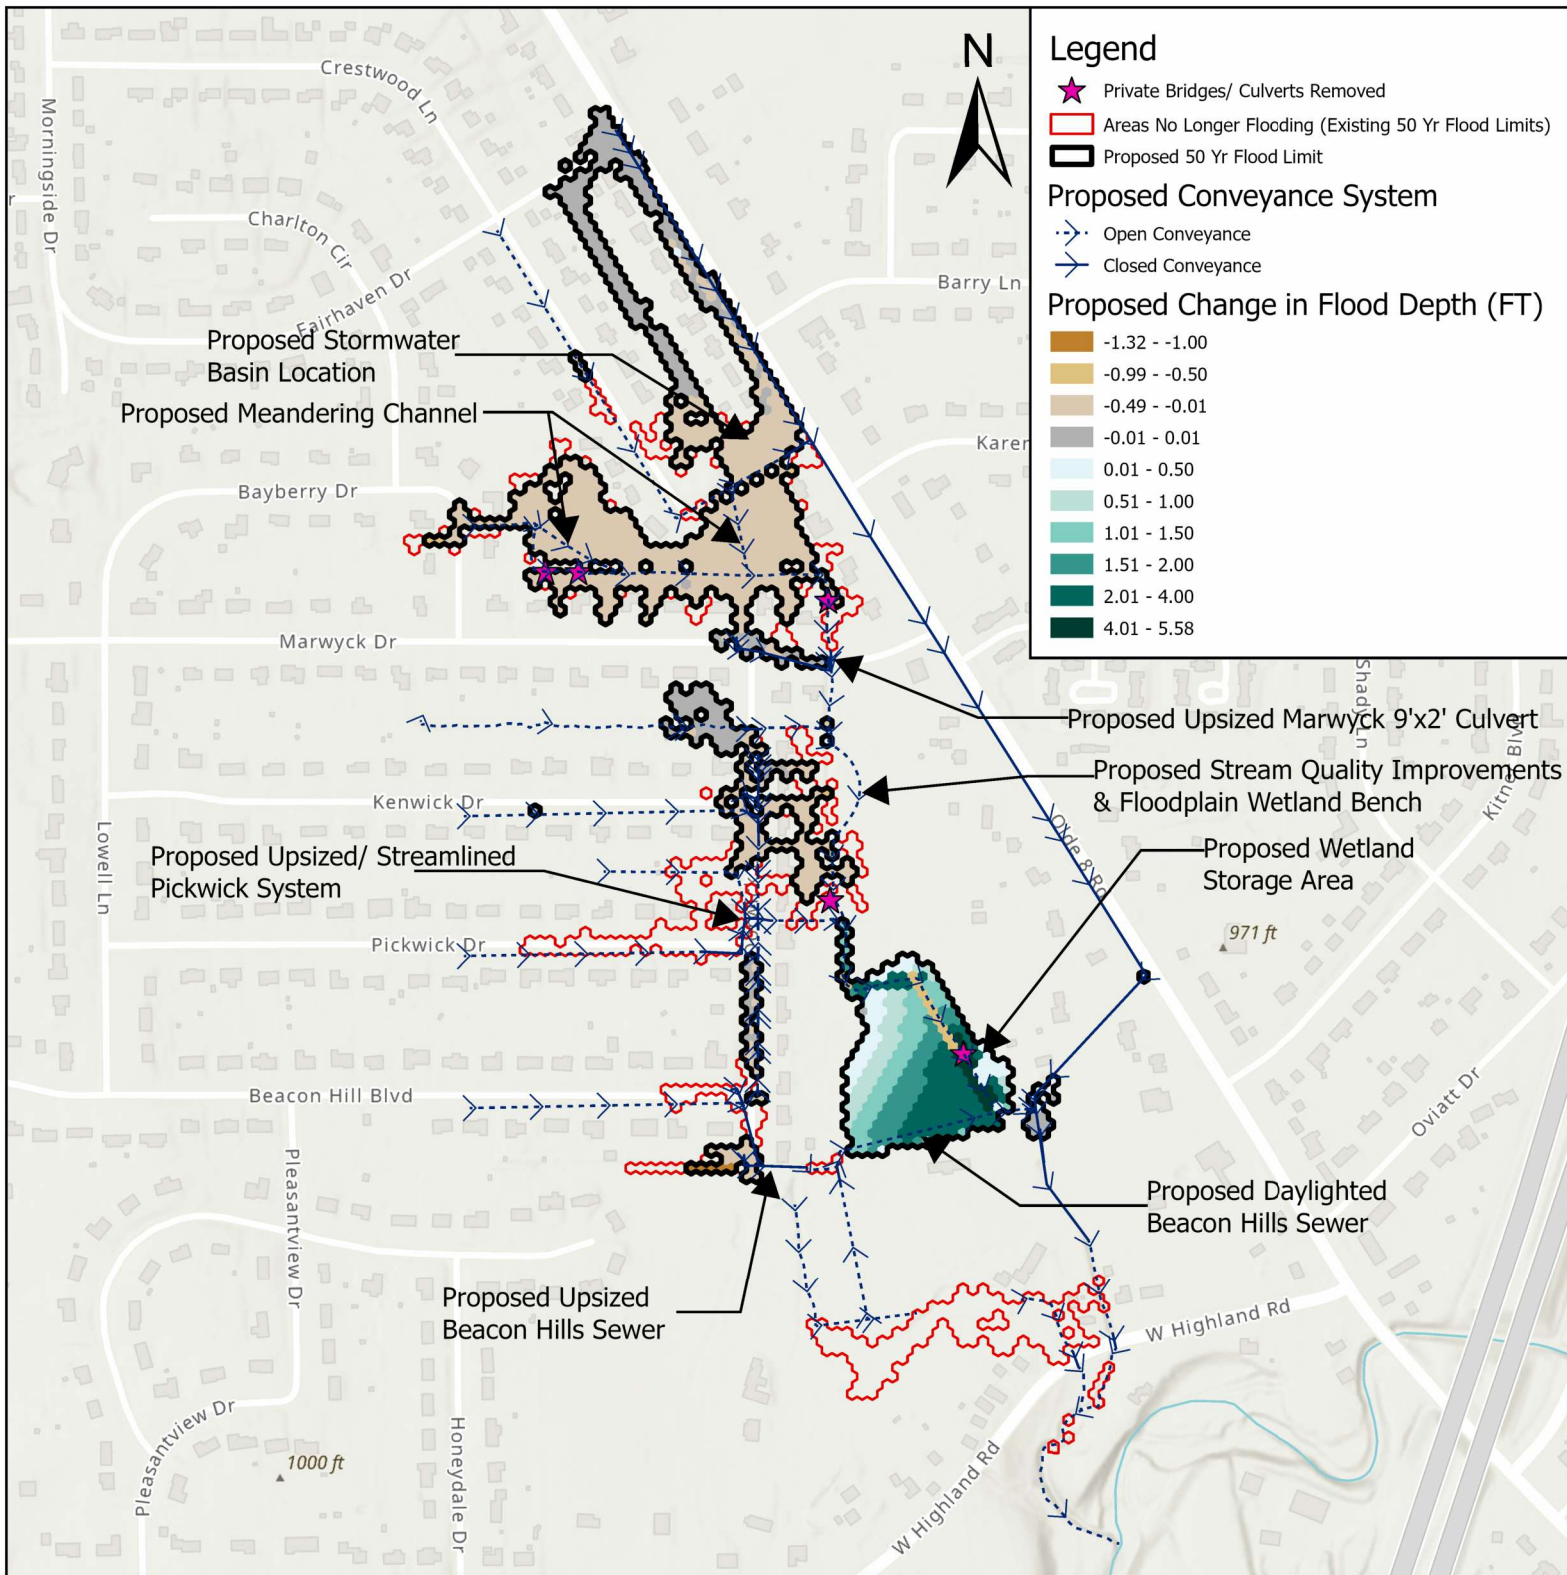 Legend
Private Bridges/ Culverts Removed
Areas No Longer Flooding (Existing 50 Yr Flood Limits)
Proposed 50 Yr Flood Limit
Proposed Conveyance System
Open Conveyance
Closed Conveyance
Proposed Change in Flood Depth (FT)
-1.32 - -1.00
-0.99 - -0.50
-0.49 - -0.01
-0.01 - 0.01
0.01 - 0.50
0.51 - 1.00
1.01 - 1.50
1.51 - 2.00
2.01 - 4.00
4.01 - 5.58
N
Crestwood Ln
Morningside Dr
Charlton Cir
Fairhaven Dr
Barry Ln
Proposed Stormwater
Basin Location
Proposed Meandering Channel
Karen
Bayberry Dr
Marwyck Dr
Shady Ln
Kitner Blvd
Proposed Upsized Marwyck 9'x2' Culvert
Proposed Stream Quality Improvements
& Floodplain Wetland Bench
Kenwick Dr
Lowell Ln
Olde 8 Rd
Proposed Upsized/ Streamlined
Pickwick System
Proposed Wetland
Storage Area
Pickwick Dr
971 ft
Beacon Hill Blvd
Oviatt Dr
Pleasantview Dr
Proposed Daylighted
Beacon Hills Sewer
Proposed Upsized
Beacon Hills Sewer
W Highland Rd
Pleasantview Dr
1000 ft
Honeydale Dr
W Highland Rd